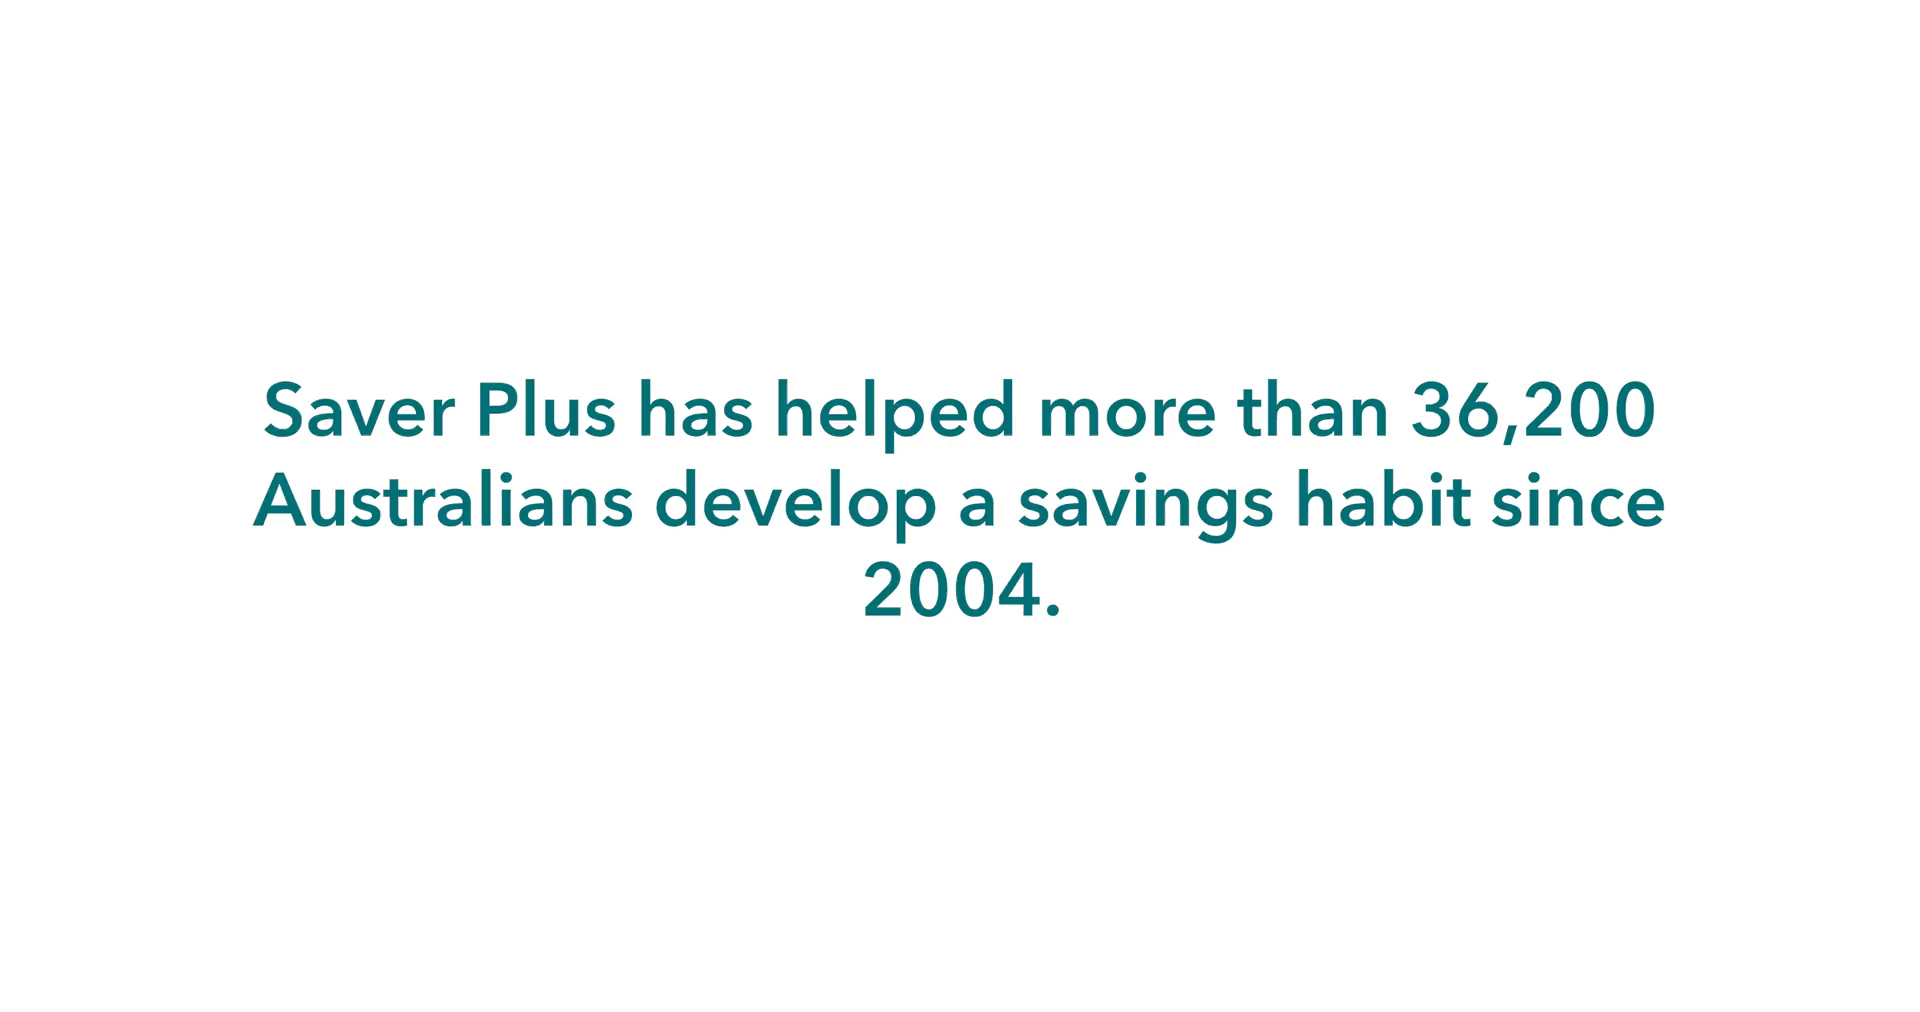 Saver Plus has helped more than 36,200
Australians develop a savings habit since
2004.